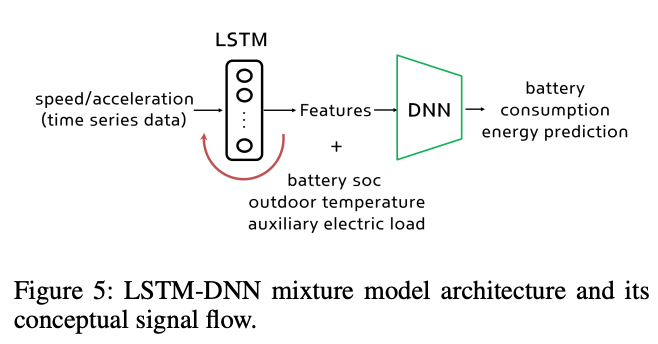 LSTM
speed/acceleration
(time series data)
Features
+
battery soc
outdoor temperature
auxiliary electric load
DNN
battery
consumption
energy prediction
Figure 5: LSTM-DNN mixture model architecture and its
conceptual signal flow.